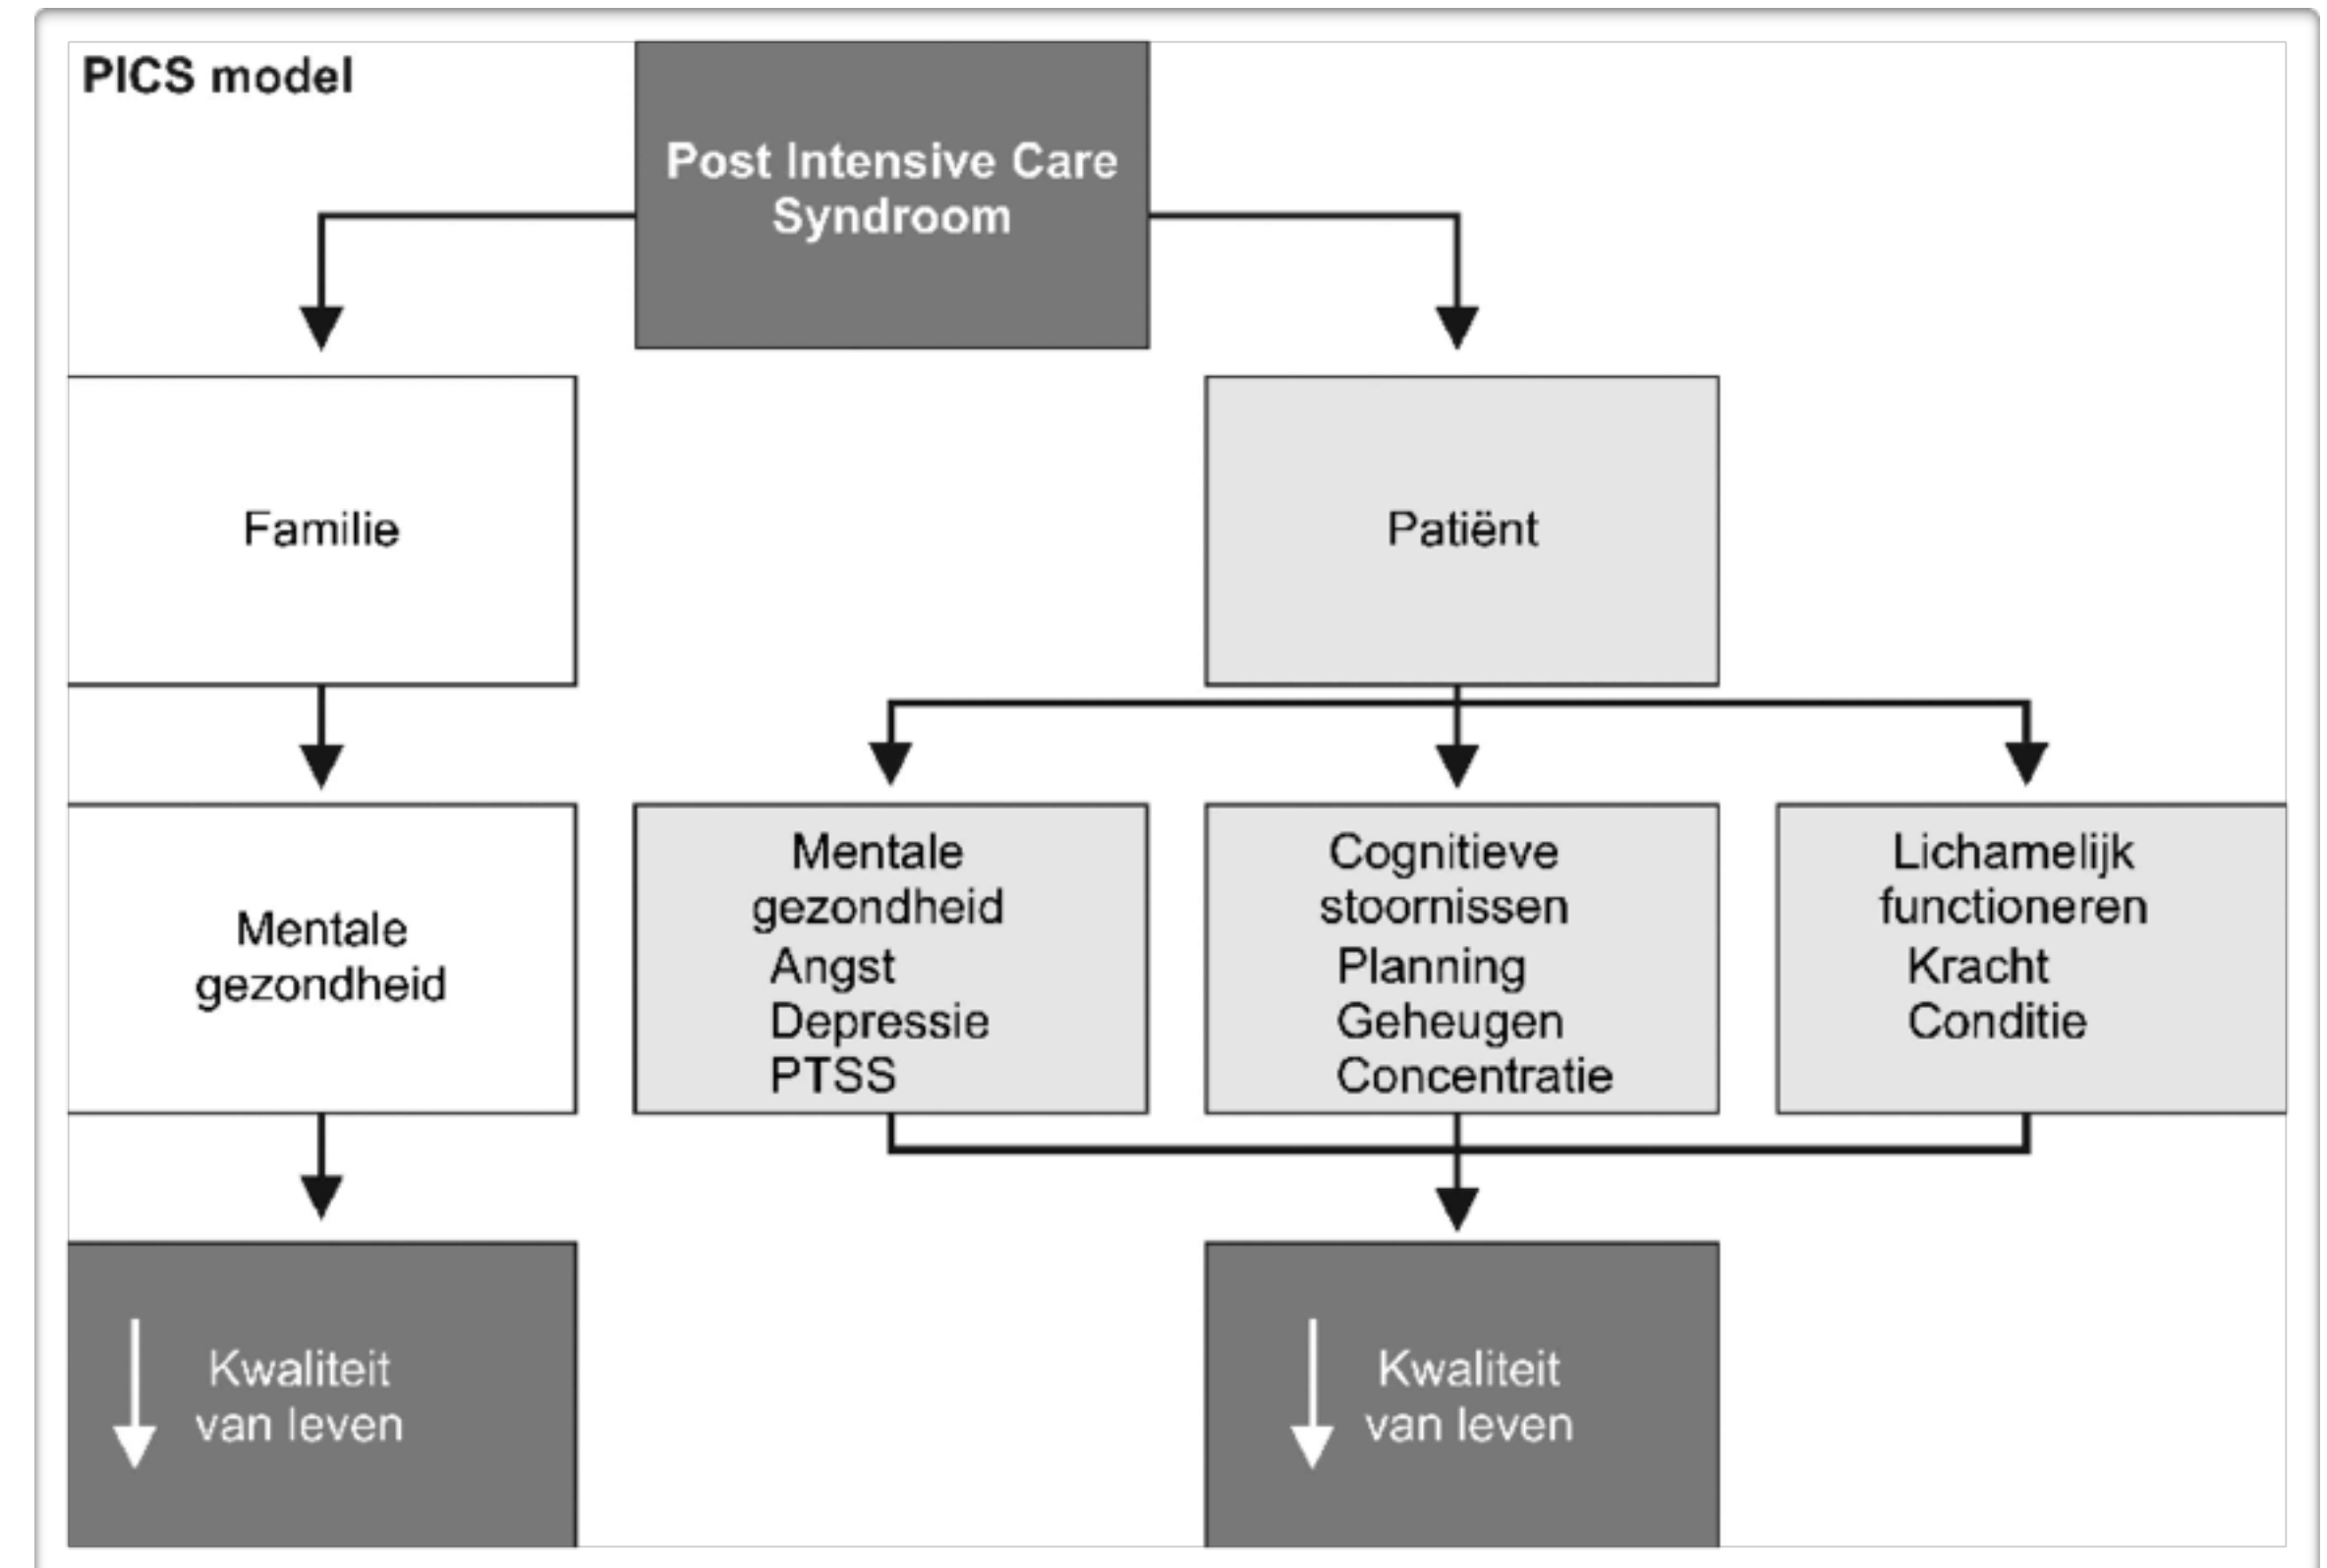 PICS model
Post Intensive Care
Syndroom
Familie
Patiënt
Mentale
gezondheid
Mentale
gezondheid
Angst
Depressie
PTSS
Cognitieve
stoornissen
Planning
Geheugen
Concentratie
Lichamelijk
functioneren
Kracht
Conditie
Kwaliteit
van leven
Kwaliteit
van leven